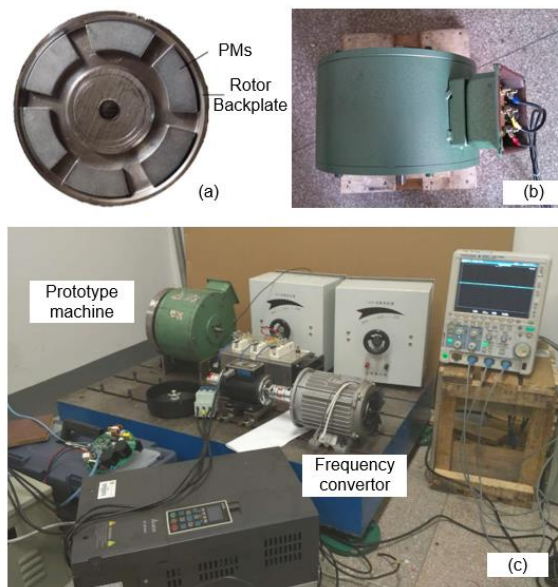 PMs
Rotor
Backplate
(a)
(b)
Prototype
machine
Frequency
convertor
(c)